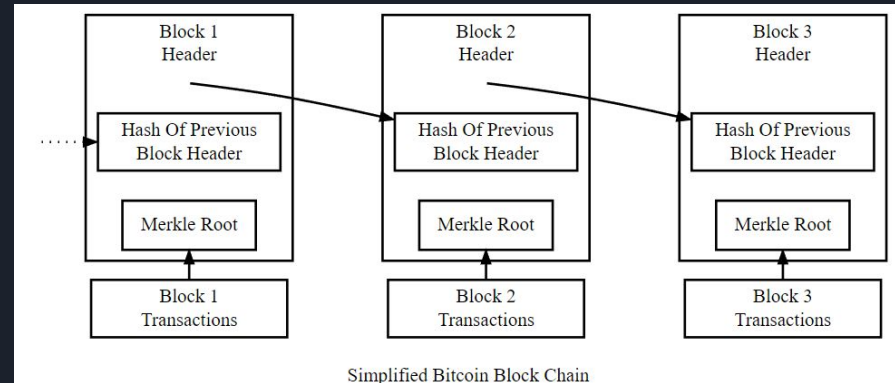 Block 1
Header
Block 2
Header
Block 3
Header
Hash Of Previous
Block Header
Hash Of Previous
Block Header
Hash Of Previous
Block Header
Merkle Root
Merkle Root
Merkle Root
Block 1
Transactions
Block 2
Transactions
Block 3
Transactions
Simplified Bitcoin Block Chain